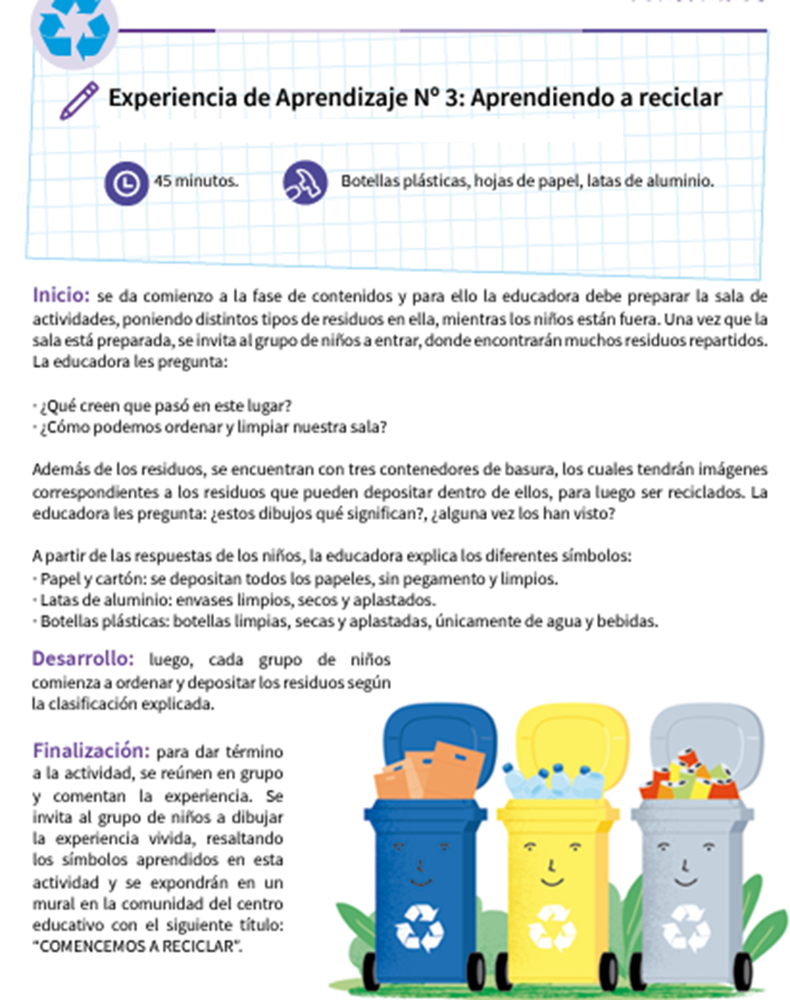 Experiencia de Aprendizaje Nº 3: Aprendiendo a reciclar
45 minutos.
Botellas plásticas, hojas de papel, latas de aluminio.
Inicio: se da comienzo a la fase de contenidos y para ello la educadora debe preparar la sala de
actividades, poniendo distintos tipos de residuos en ella, mientras los niños están fuera. Una vez que la
sala está preparada, se invita al grupo de niños a entrar, donde encontrarán muchos residuos repartidos.
La educadora les pregunta:
· ¿Qué creen que pasó en este lugar?
· ¿Cómo podemos ordenar y limpiar nuestra sala?
Además de los residuos, se encuentran con tres contenedores de basura, los cuales tendrán imágenes
correspondientes a los residuos que pueden depositar dentro de ellos, para luego ser reciclados. La
educadora les pregunta: ¿estos dibujos qué significan?, ¿alguna vez los han visto?
A partir de las respuestas de los niños, la educadora explica los diferentes símbolos:
· Papel y cartón: se depositan todos los papeles, sin pegamento y limpios.
· Latas de aluminio: envases limpios, secos y aplastados.
· Botellas plásticas: botellas limpias, secas y aplastadas, únicamente de agua y bebidas.
Desarrollo: luego, cada grupo de niños
comienza a ordenar y depositar los residuos según
la clasificación explicada.
Finalización: para dar término
a la actividad, se reúnen en grupo
y comentan la experiencia. Se
invita al grupo de niños a dibujar
la experiencia vivida, resaltando
los símbolos aprendidos en esta
actividad y se expondrán en un
mural en la comunidad del centro
educativo con el siguiente título:
“COMENCEMOS A RECICLAR”.